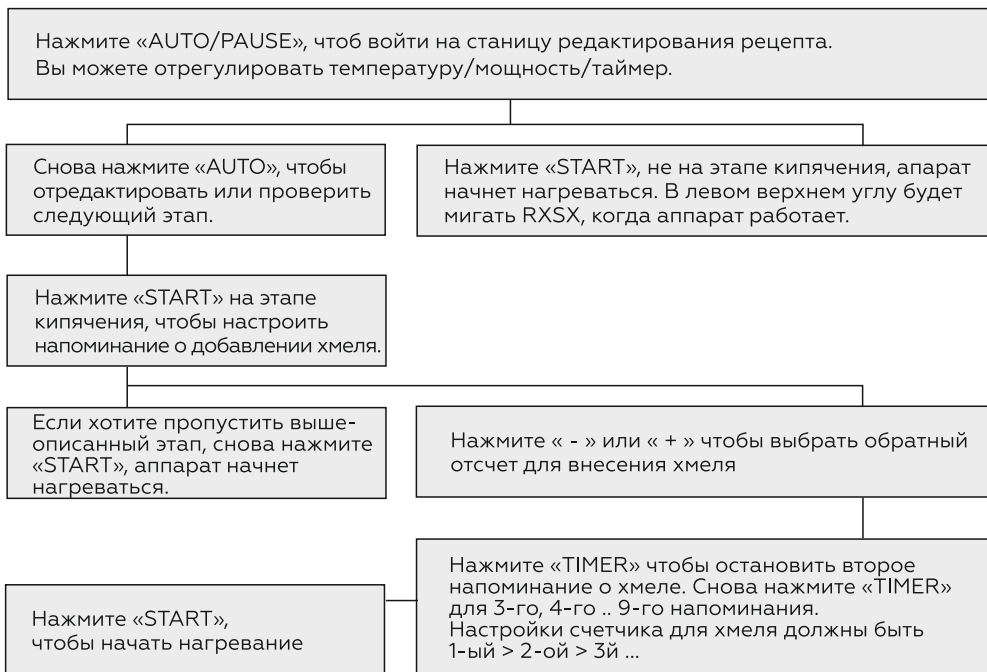 Нажмите «AUTO/PAUSE», чтоб войти на станицу редактирования рецепта.
Вы можете отрегулировать температуру/мощность/таймер.
Снова нажмите «AUTO», чтобы
отредактировать или проверить
следующий этап.
Нажмите «START», не на этапе кипячения, апарат
начнет нагреваться. В левом верхнем углу будет
мигать RXSX, когда аппарат работает.
Нажмите «START» на этапе
кипячения, чтобы настроить
напоминание о добавлении хмеля.
Если хотите пропустить выше-
описанный этап, снова нажмите
«START», аппарат начнет
нагреваться.
Нажмите « - » или « + » чтобы выбрать обратный
отсчет для внесения хмеля
Нажмите «TIMER» чтобы остановить второе
напоминание о хмеле. Снова нажмите «TIMER»
для 3-го, 4-го .. 9-го напоминания.
Настройки счетчика для хмеля должны быть
1-ый > 2-ой > 3й ...
Нажмите «START»,
чтобы начать нагревание